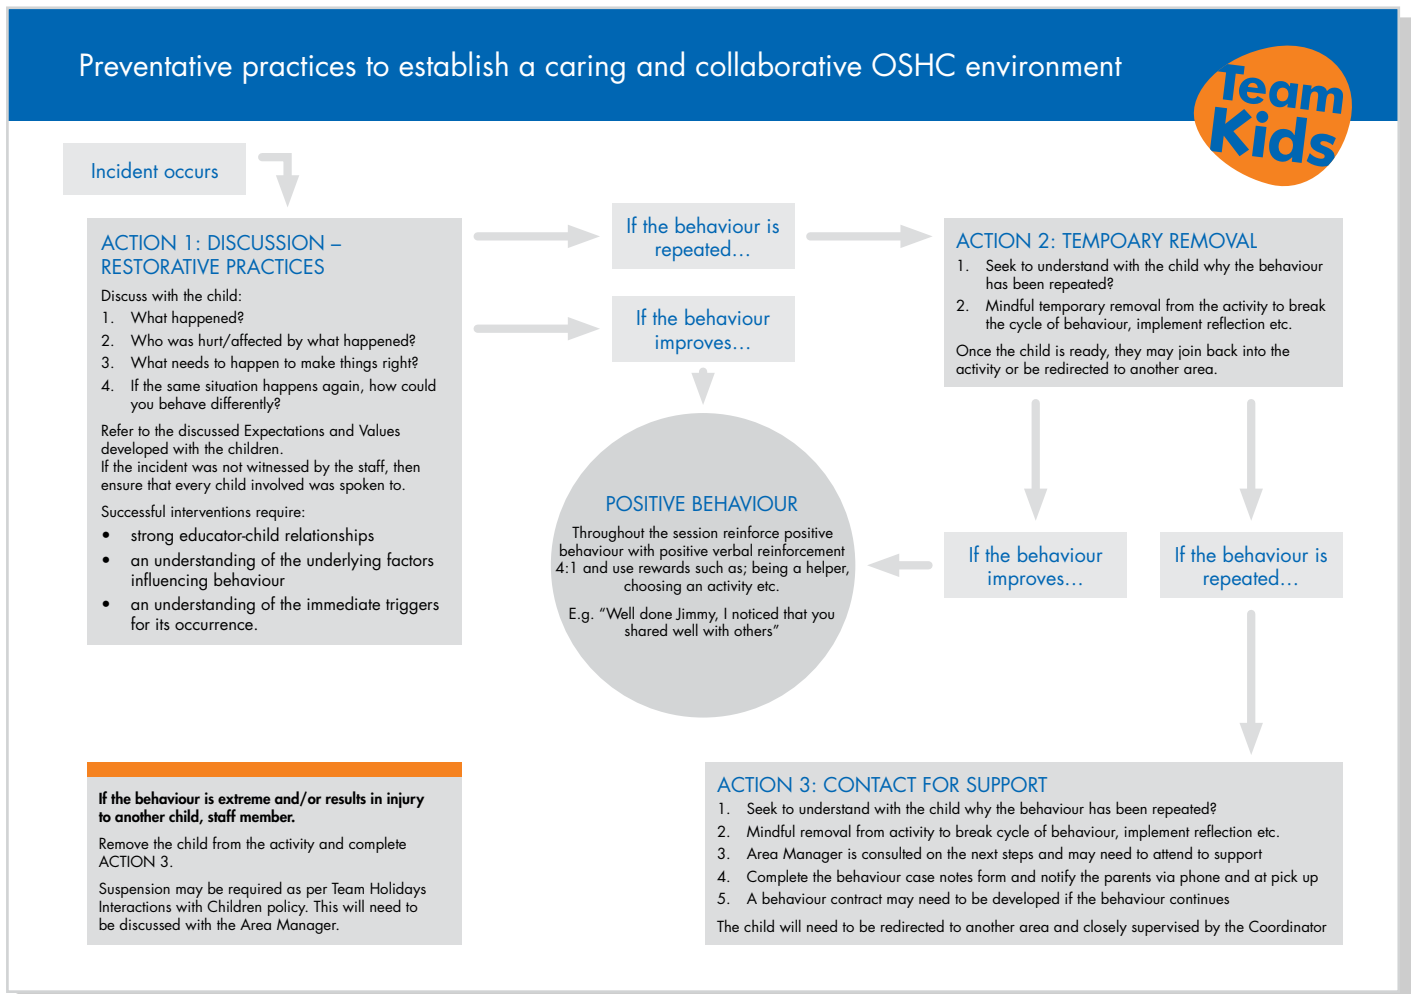 Preventative practices to establish a caring and collaborative OSHC environment
Team
Kids
Incident occurs
ACTION 1: DISCUSSION –
RESTORATIVE PRACTICES
Discuss with the child:
1. What happened?
2. Who was hurt/affected by what happened?
3. What needs to happen to make things right?
4. If the same situation happens again, how could
you behave differently?
Refer to the discussed Expectations and Values
developed with the children.
If the incident was not witnessed by the staff, then
ensure that every child involved was spoken to.
Successful interventions require:
• strong educator-child relationships
• an understanding of the underlying factors
influencing behaviour
• an understanding of the immediate triggers
for its occurrence.
If the behaviour is
repeated…
If the behaviour
improves…
ACTION 2: TEMPOARY REMOVAL
1. Seek to understand with the child why the behaviour
has been repeated?
2. Mindful temporary removal from the activity to break
the cycle of behaviour, implement reflection etc.
Once the child is ready, they may join back into the
activity or be redirected to another area.
POSITIVE BEHAVIOUR
Throughout the session reinforce positive
behaviour with positive verbal reinforcement
4:1 and use rewards such as; being a helper,
choosing an activity etc.
E.g. “Well done Jimmy, I noticed that you
shared well with others”
If the behaviour
improves…
If the behaviour is
repeated…
If the behaviour is extreme and/or results in injury
to another child, staff member.
Remove the child from the activity and complete
ACTION 3.
Suspension may be required as per Team Holidays
Interactions with Children policy. This will need to
be discussed with the Area Manager.
ACTION 3: CONTACT FOR SUPPORT
1. Seek to understand with the child why the behaviour has been repeated?
2. Mindful removal from activity to break cycle of behaviour, implement reflection etc.
3. Area Manager is consulted on the next steps and may need to attend to support
4. Complete the behaviour case notes form and notify the parents via phone and at pick up
5. A behaviour contract may need to be developed if the behaviour continues
The child will need to be redirected to another area and closely supervised by the Coordinator